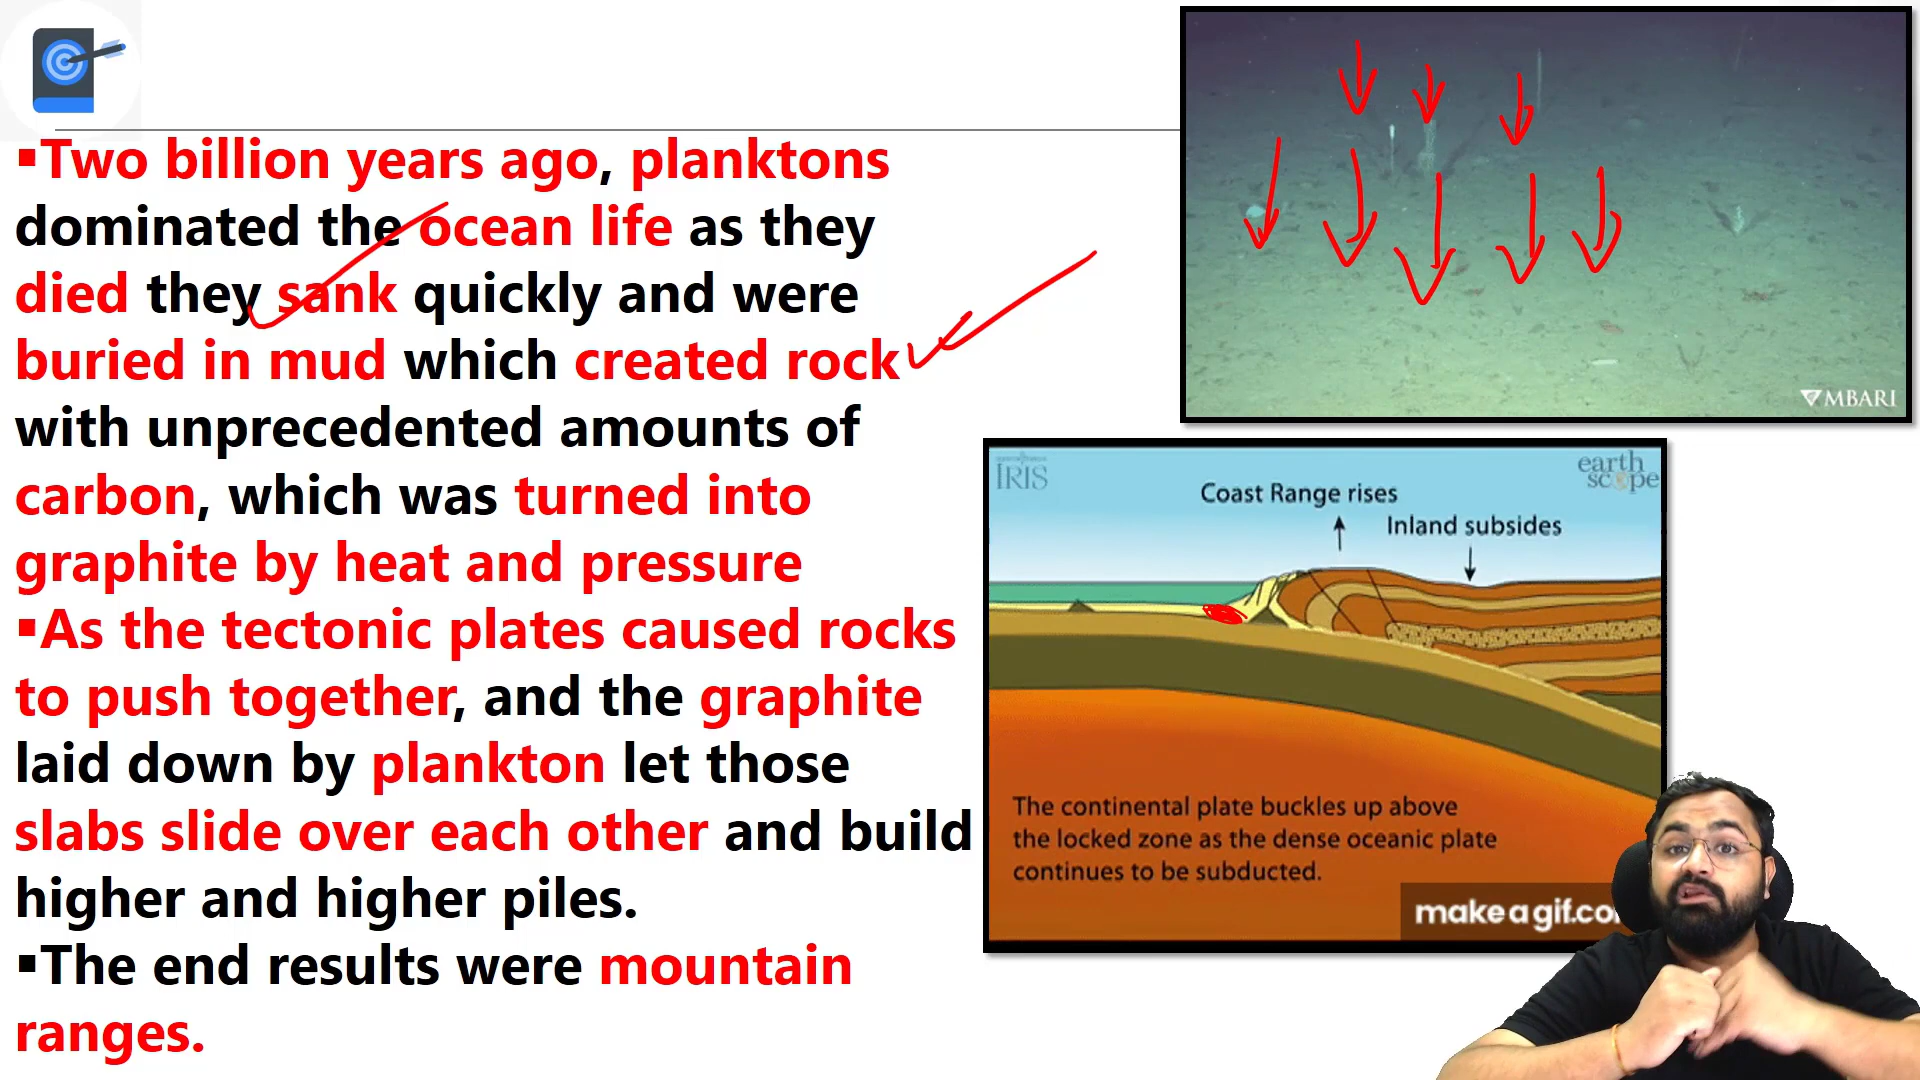 ▪Two billion years ago, planktons
dominated the ocean life as they
died they sank quickly and were
buried in mud which created rock
with unprecedented amounts of
carbon, which was turned into
graphite by heat and pressure
▪As the tectonic plates caused rocks
to push together, and the graphite
laid down by plankton let those
slabs slide over each other and build
higher and higher piles.
▪The end results were mountain
ranges.
MBARI
IRIS
earth
scope
Coast Range rises
Inland subsides
The continental plate buckles up above
the locked zone as the dense oceanic plate
continues to be subducted.
makeagif.co